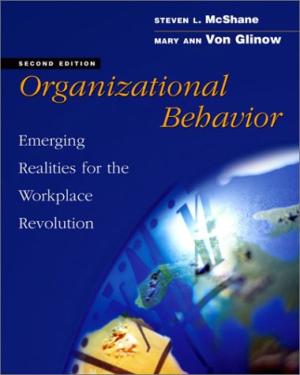 STEVEN L. McSHANE
MARY ANN VON GLINOW
SECOND EDITION
Organizational
Behavior
Emerging
Realities for the
Workplace
Revolution